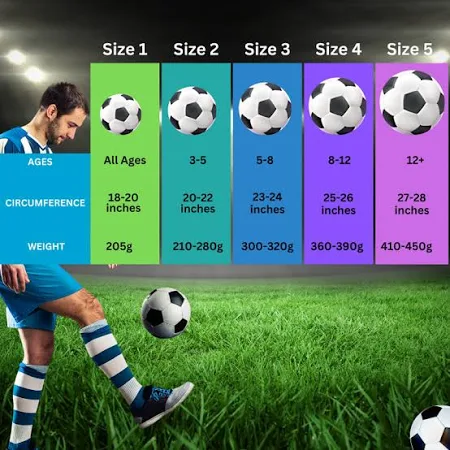 Size 1 Size 2 Size 3 Size 4 Size 5
AGES All Ages 3-5 5-8 8-12 12+
CIRCUMFERENCE 18-20 inches 20-22 inches 23-24 inches 25-26 inches 27-28 inches
WEIGHT 205g 210-280g 300-320g 360-390g 410-450g